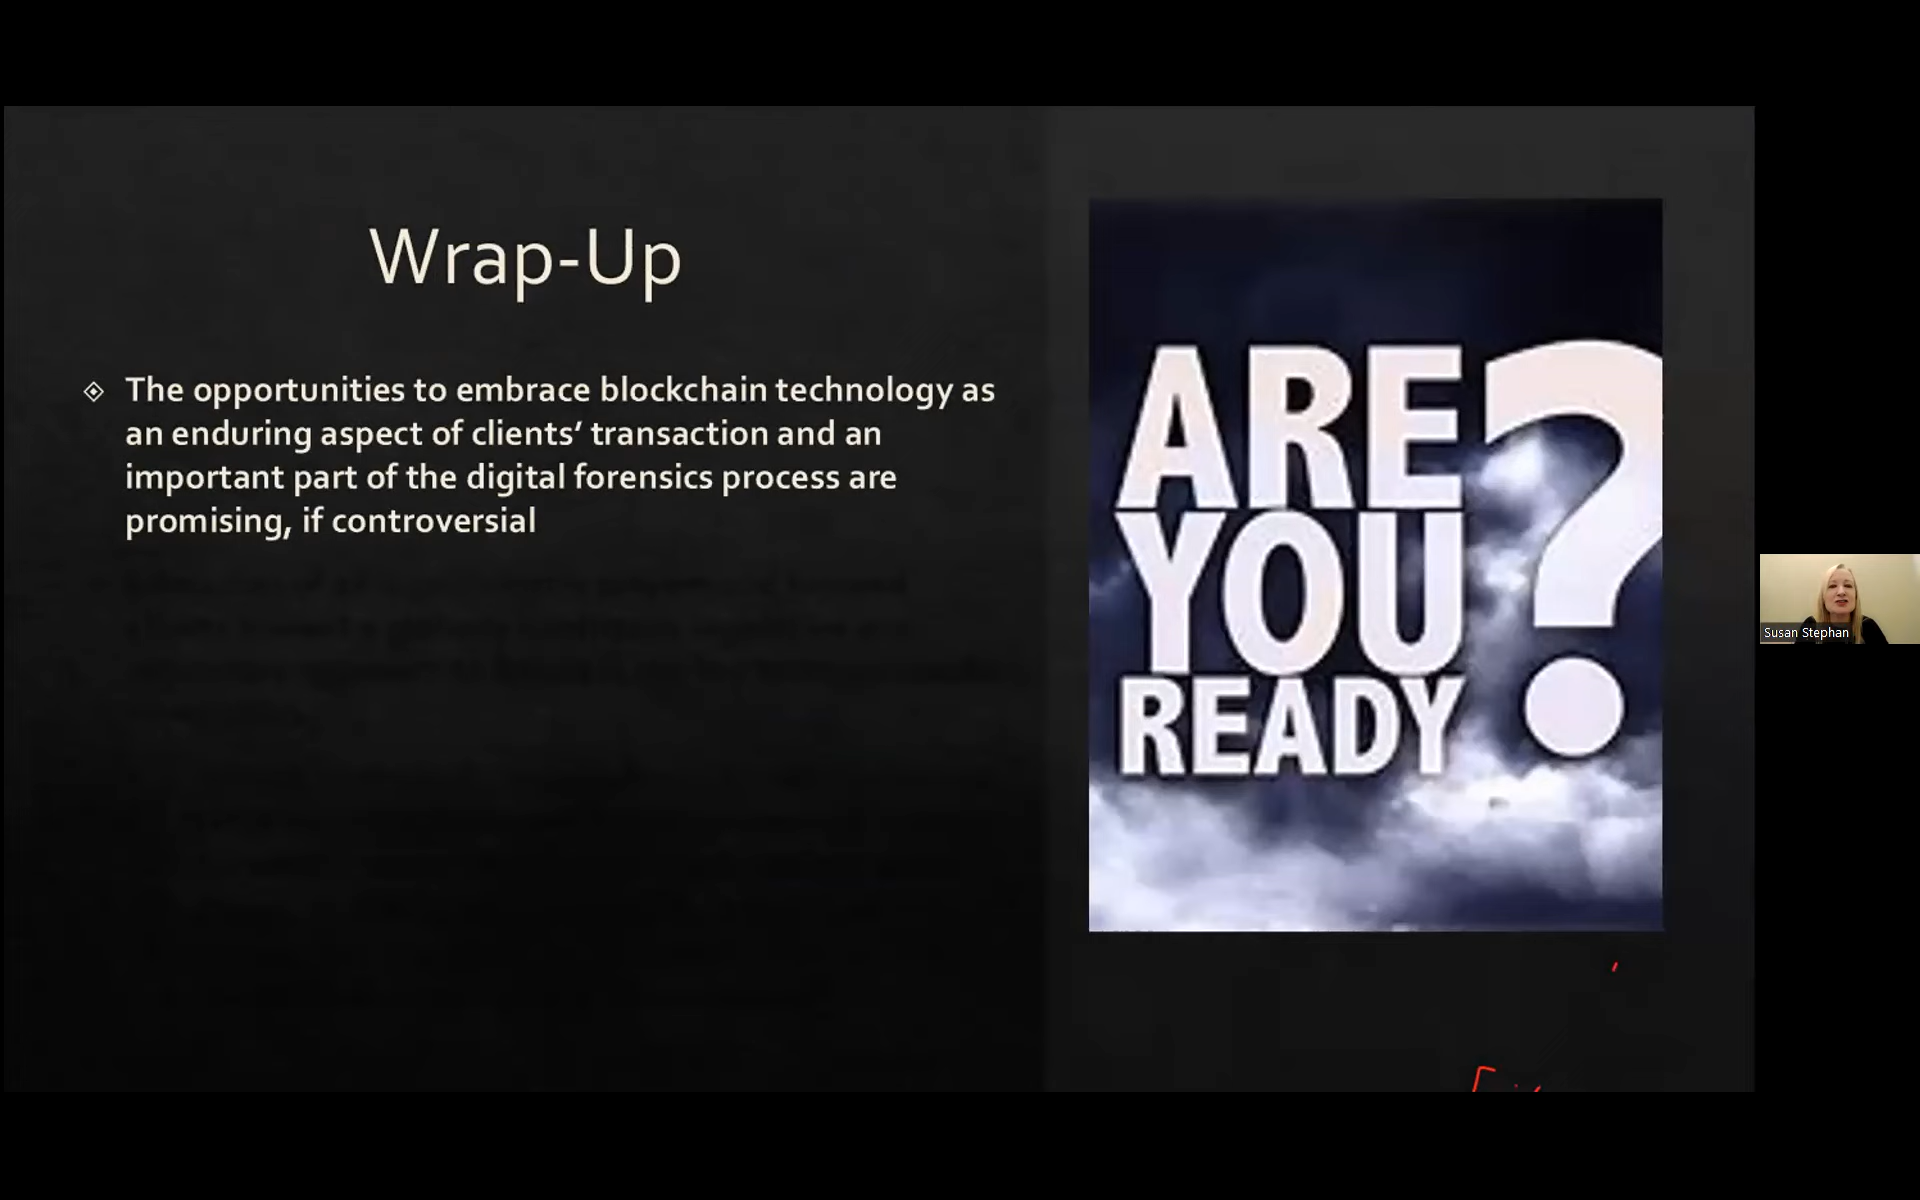 Wrap-Up
The opportunities to embrace blockchain technology as
an enduring aspect of clients’ transaction and an
important part of the digital forensics process are
promising, if controversial
ARE
YOU
READY
?
Susan Stephan